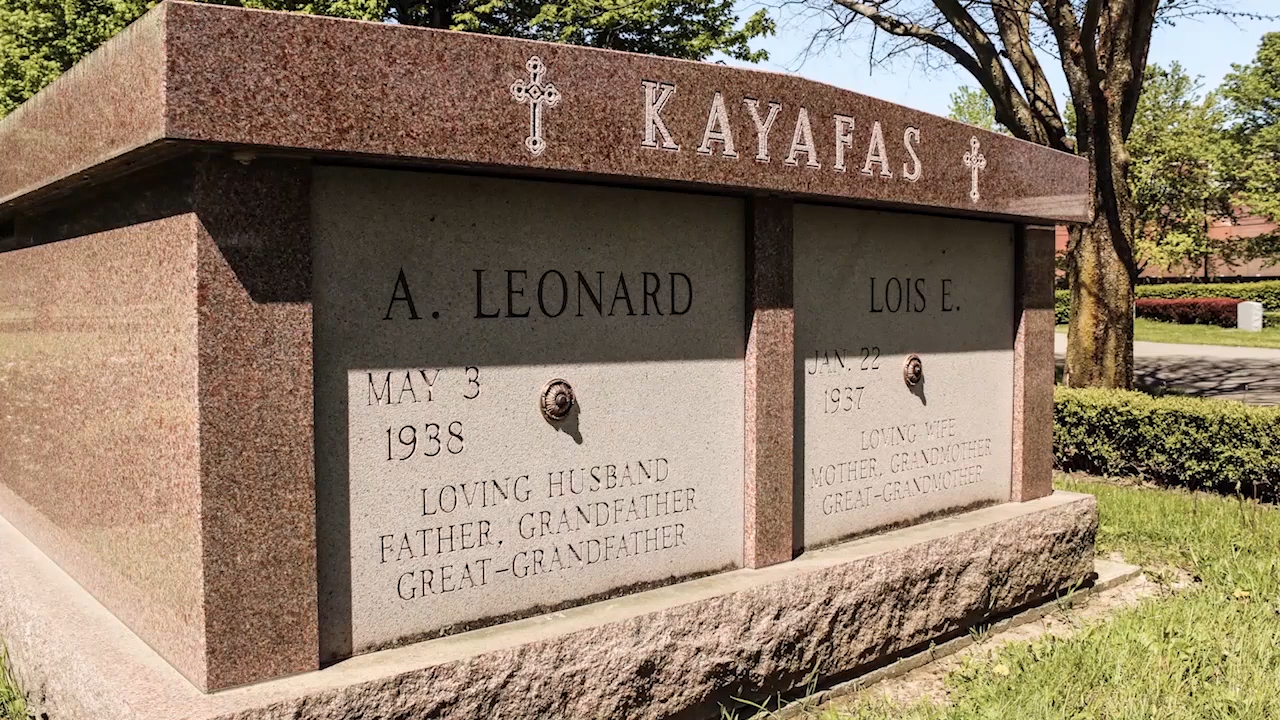 KAYAFAS
A. LEONARD
MAY 3
1938
LOVING HUSBAND
FATHER, GRANDFATHER
GREAT-GRANDFATHER
LOIS E.
JAN. 22
1937
LOVING WIFE
MOTHER, GRANDMOTHER
GREAT-GRANDMOTHER